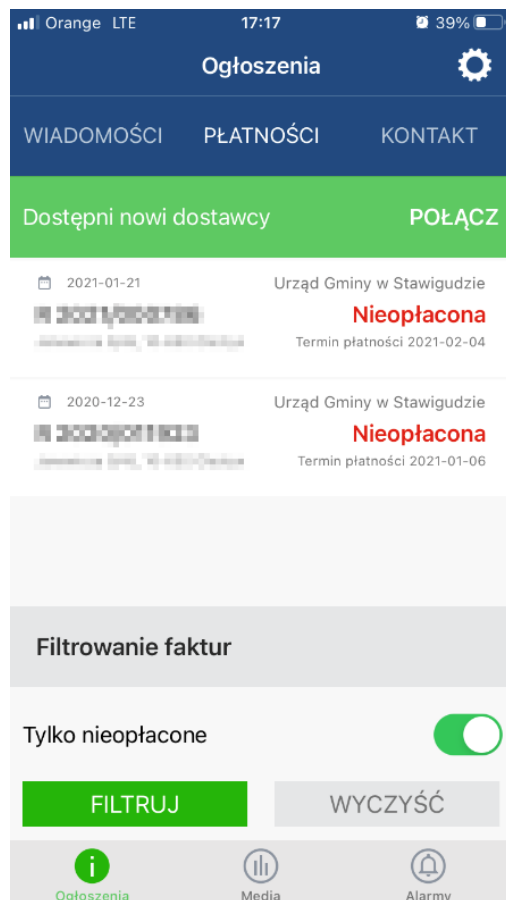 Orange LTE 17:17 39%
Ogłoszenia
WIADOMOŚCI PŁATNOŚCI KONTAKT
Dostępni nowi dostawcy POŁĄCZ
2021-01-21 Urząd Gminy w Stawigudzie
Nieopłacona
Termin płatności 2021-02-04
2020-12-23 Urząd Gminy w Stawigudzie
Nieopłacona
Termin płatności 2021-01-06
Filtrowanie faktur
Tylko nieopłacone
FILTRUJ WYCZYŚĆ
Ogłoszenia Media Alarmy